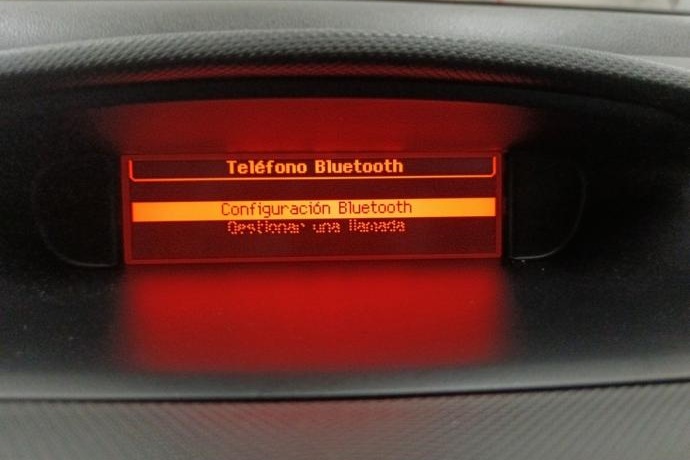 Teléfono Bluetooth
Configuración Bluetooth
Gestionar una llamada